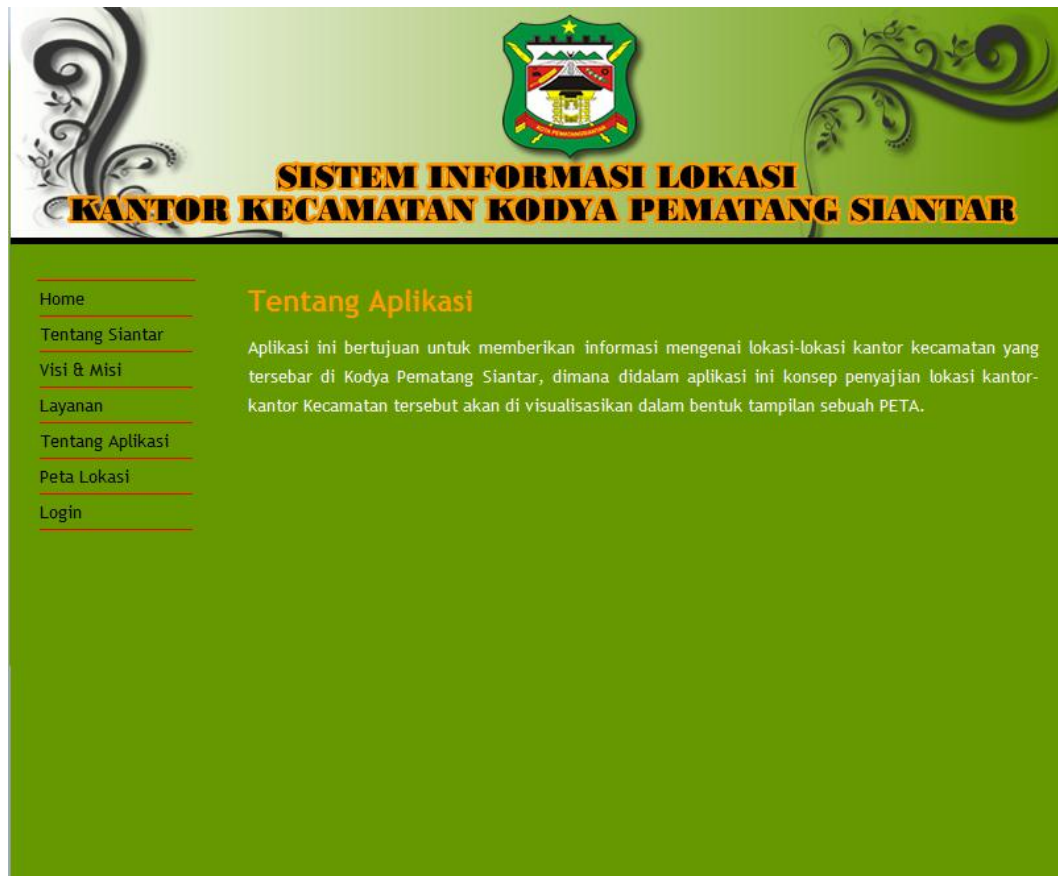 KOTA PEMATANGSIANTAR
SISTEM INFORMASI LOKASI
KANTOR KECAMATAN KODYA PEMATANG SIANTAR
Home
Tentang Siantar
Visi & Misi
Layanan
Tentang Aplikasi
Peta Lokasi
Login
Tentang Aplikasi
Aplikasi ini bertujuan untuk memberikan informasi mengenai lokasi-lokasi kantor kecamatan yang
tersebar di Kodya Pematang Siantar, dimana didalam aplikasi ini konsep penyajian lokasi kantor-
kantor Kecamatan tersebut akan di visualisasikan dalam bentuk tampilan sebuah PETA.